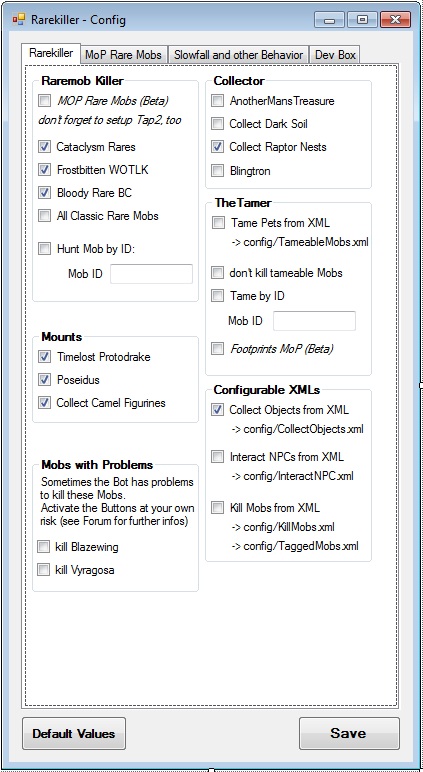 Rarekiller - Config
Rarekiller
MoP Rare Mobs
Slowfall and other Behavior
Dev Box
Raremob Killer
MOP Rare Mobs (Beta)
don't forget to setup Tap2, too
Cataclysm Rares
Frostbitten WOTLK
Bloody Rare BC
All Classic Rare Mobs
Hunt Mob by ID:
Mob ID
Mounts
Timelost Protodrake
Poseidus
Collect Camel Figurines
Mobs with Problems
Sometimes the Bot has problems
to kill these Mobs.
Activate the Buttons at your own
risk (see Forum for further infos)
kill Blazewing
kill Vyragosa
Collector
AnotherMansTreasure
Collect Dark Soil
Collect Raptor Nests
Blingtron
TheTamer
Tame Pets from XML
-> config/TameableMobs.xml
don't kill tameable Mobs
Tame by ID
Mob ID
Footprints MoP (Beta)
Configurable XMLs
Collect Objects from XML
-> config/CollectObjects.xml
Interact NPCs from XML
-> config/InteractNPC.xml
Kill Mobs from XML
-> config/KillMobs.xml
-> config/TaggedMobs.xml
Default Values
Save